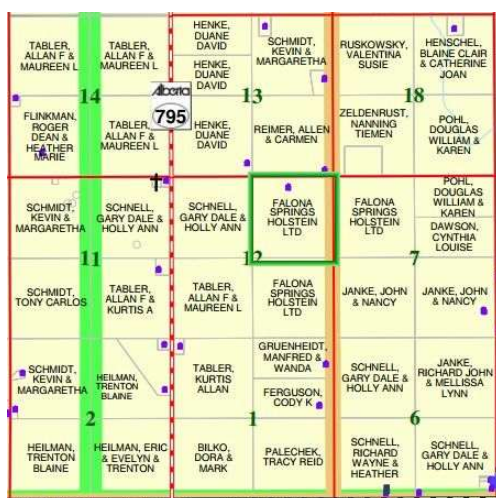 TABLER,
ALLAN F &
MAUREEN L
TABLER,
ALLAN F &
MAUREEN L
HENKE,
DUANE
DAVID
HENKE,
DUANE
DAVID
SCHMIDT,
KEVIN &
MARGARETHA
RUSKOWSKY,
VALENTINA
SUSIE
HENSCHEL,
BLAINE CLAIR
& CATHERINE
JOAN
14
Alberta
795
13
18
FLINKMAN,
ROGER
DEAN &
HEATHER
MARIE
TABLER,
ALLAN F &
MAUREEN L
HENKE,
DUANE
DAVID
REIMER, ALLEN
& CARMEN
ZELDENRUST,
NANNING
TIEMEN
POHL,
DOUGLAS
WILLIAM &
KAREN
SCHMIDT,
KEVIN &
MARGARETHA
SCHNELL,
GARY DALE &
HOLLY ANN
SCHNELL,
GARY DALE &
HOLLY ANN
FALONA
SPRINGS
HOLSTEIN
LTD
FALONA
SPRINGS
HOLSTEIN
LTD
POHL,
DOUGLAS
WILLIAM &
KAREN
DAWSON,
CYNTHIA
LOUISE
11
12
7
SCHMIDT,
TONY CARLOS
TABLER,
ALLAN F &
KURTIS A
TABLER,
ALLAN F &
MAUREEN L
FALONA
SPRINGS
HOLSTEIN
LTD
JANKE, JOHN
& NANCY
JANKE, JOHN
& NANCY
SCHMIDT,
KEVIN &
MARGARETHA
HEILMAN,
TRENTON
BLAINE
TABLER,
KURTIS
ALLAN
GRUENHEIDT,
MANFRED &
WANDA
FERGUSON,
CODY K
SCHNELL,
GARY DALE &
HOLLY ANN
JANKE,
RICHARD JOHN
& MELLISSA
LYNN
2
1
6
HEILMAN,
TRENTON
BLAINE
HEILMAN, ERIC
& EVELYN &
TRENTON
BILKO,
DORA &
MARK
PALECHEK,
TRACY REID
SCHNELL,
RICHARD
WAYNE &
HEATHER
SCHNELL,
GARY DALE &
HOLLY ANN